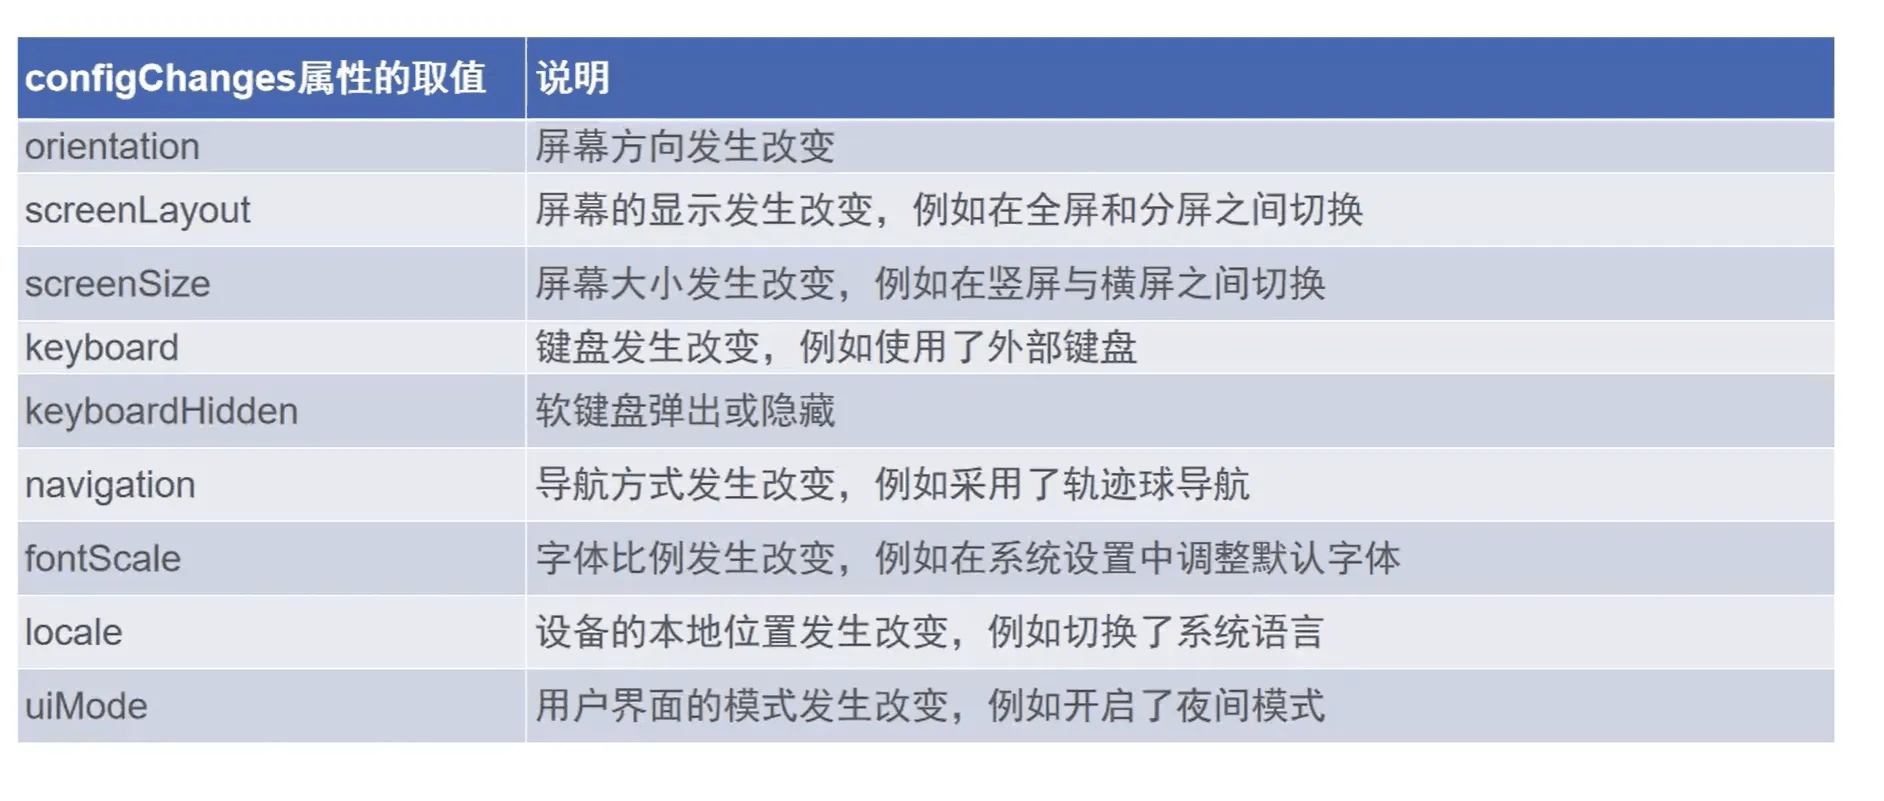 configChanges属性的取值 说明
orientation 屏幕方向发生改变
screenLayout 屏幕的显示发生改变，例如在全屏和分屏之间切换
screenSize 屏幕大小发生改变，例如在竖屏与横屏之间切换
keyboard 键盘发生改变，例如使用了外部键盘
keyboardHidden 软键盘弹出或隐藏
navigation 导航方式发生改变，例如采用了轨迹球导航
fontScale 字体比例发生改变，例如在系统设置中调整默认字体
locale 设备的本地位置发生改变，例如切换了系统语言
uiMode 用户界面的模式发生改变，例如开启了夜间模式